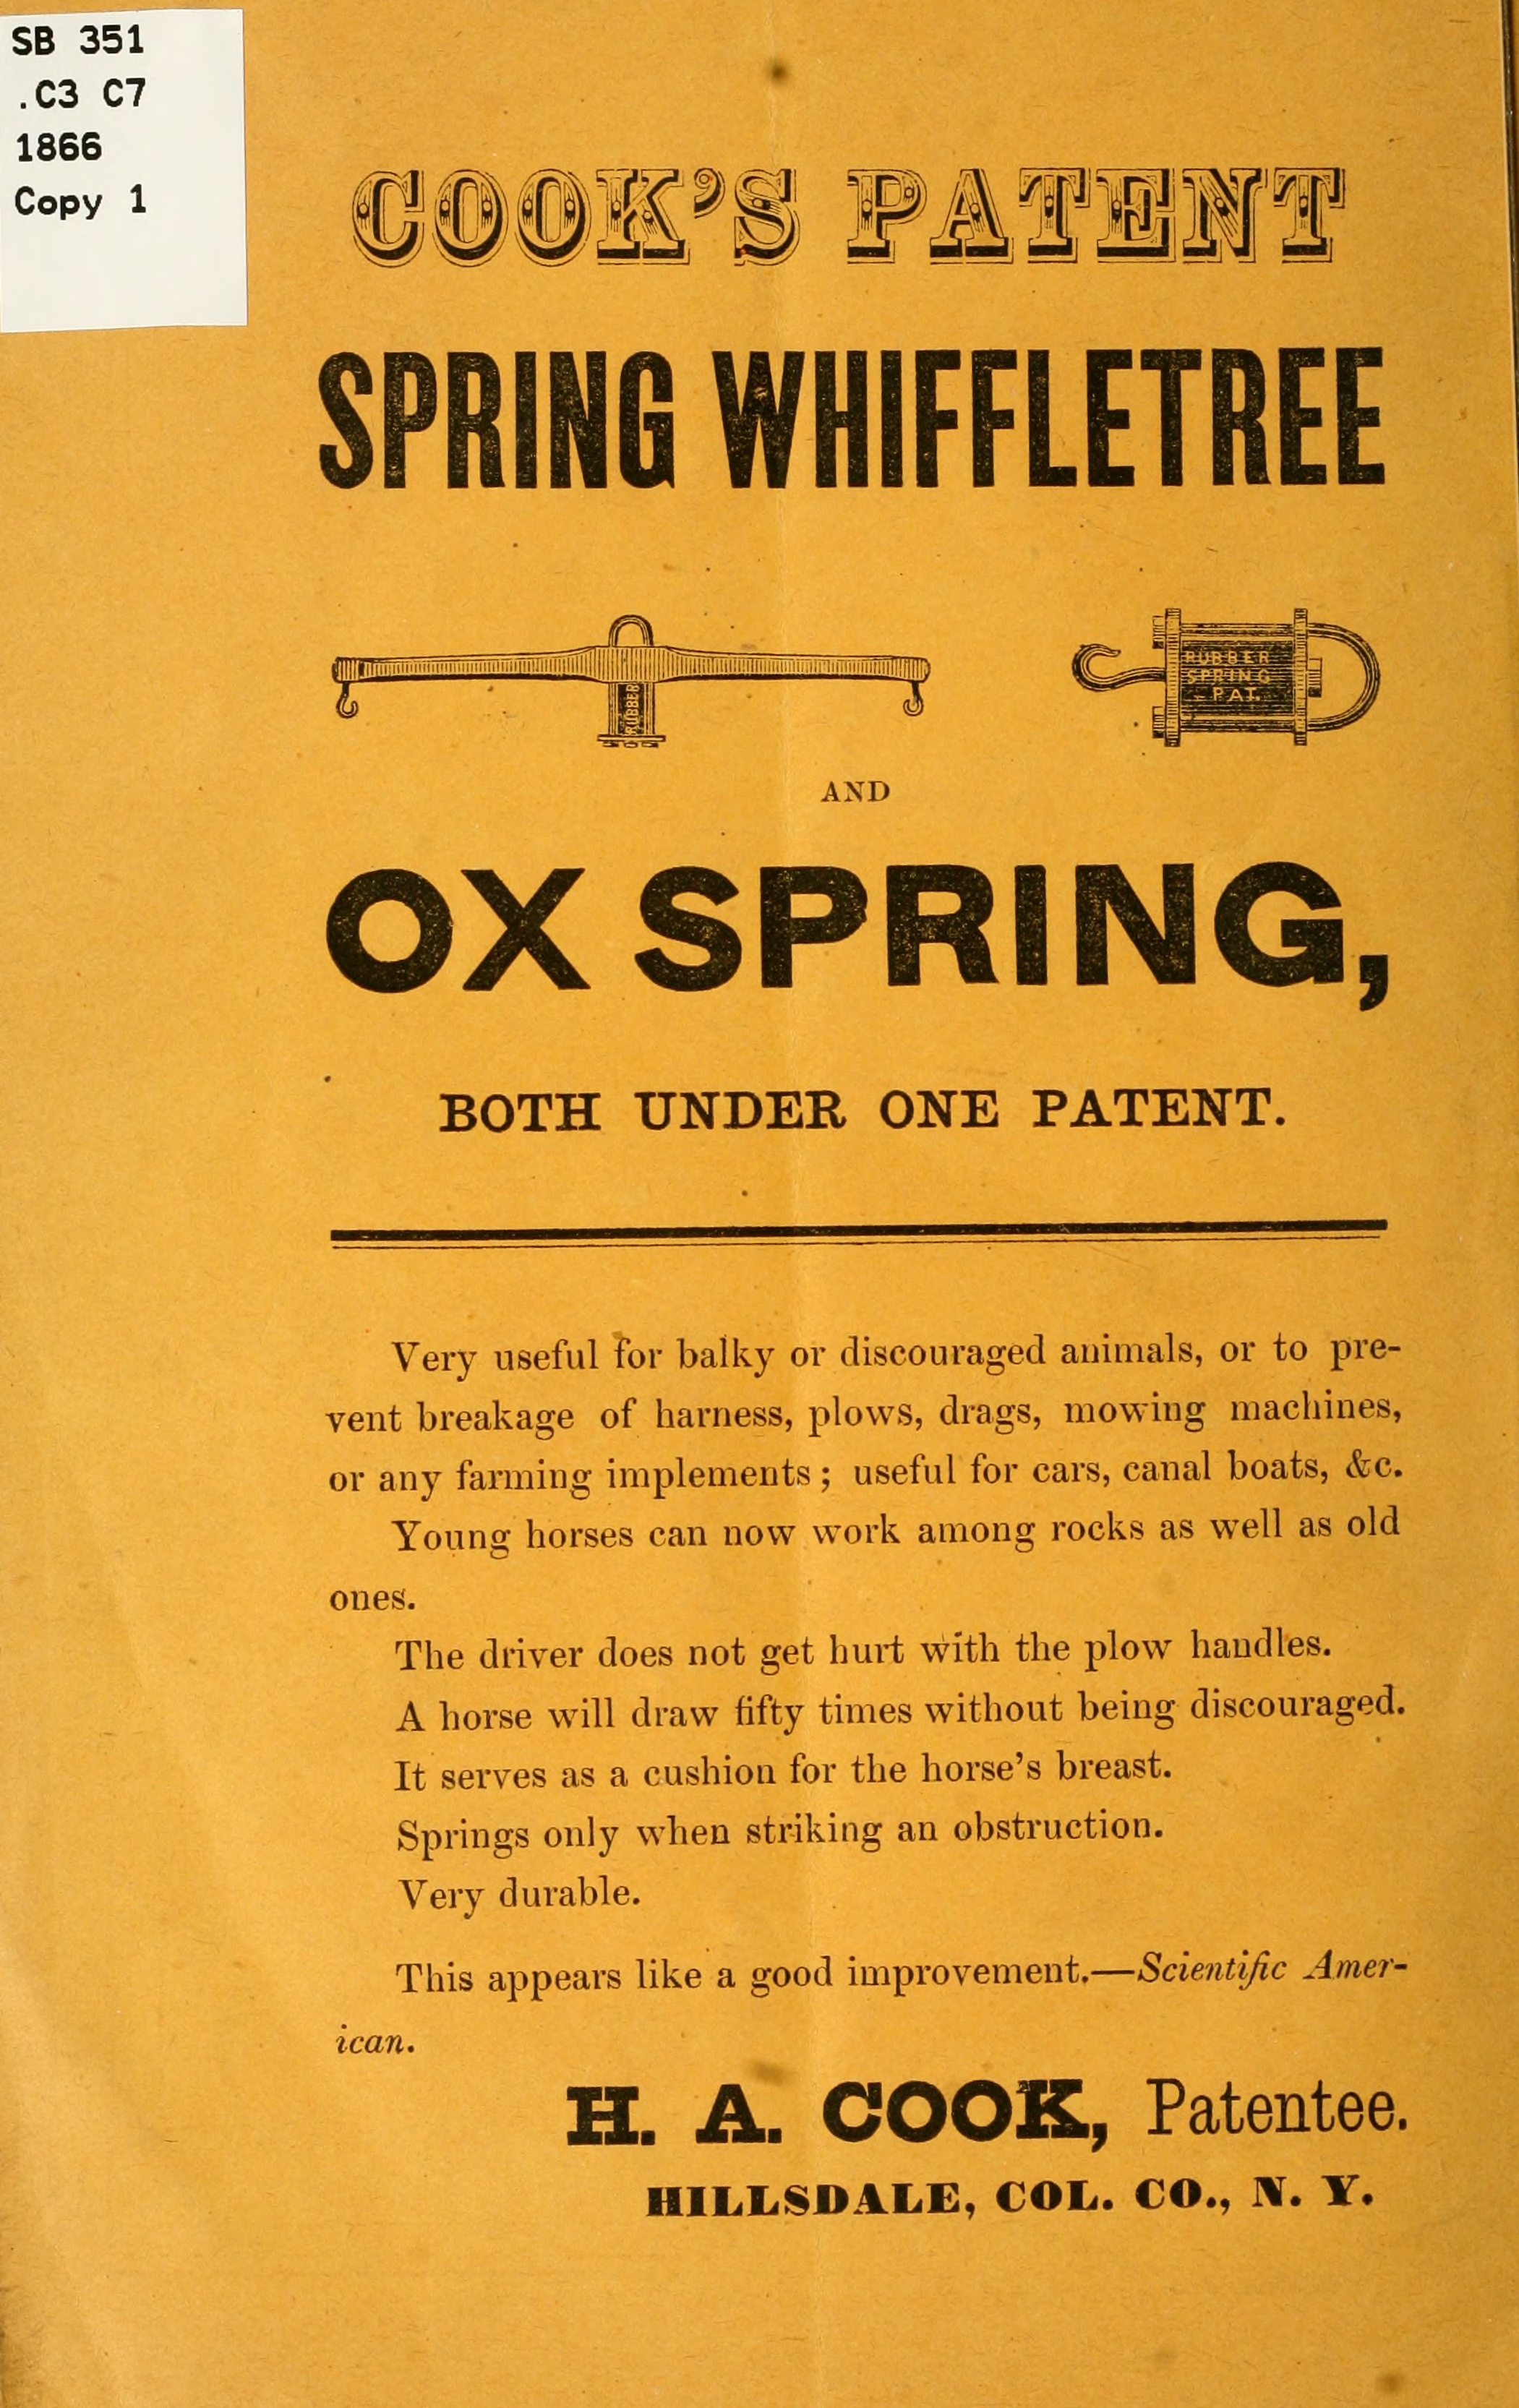 SB 351
.C3 C7
1866
Copy 1
COOK'S PATENT
SPRING WHIFFLETREE
RUBBER
RUBBER
SPRING
PAT.
AND
OX SPRING,
BOTH UNDER ONE PATENT.
Very useful for balky or discouraged animals, or to pre-
vent breakage of harness, plows, drags, mowing machines,
or any farming implements; useful for cars, canal boats, &c.
Young horses can now work among rocks as well as old
ones.
The driver does not get hurt with the plow handles.
A horse will draw fifty times without being discouraged.
It serves as a cushion for the horse's breast.
Springs only when striking an obstruction.
Very durable.
This appears like a good improvement.—Scientific Amer-
ican.
H. A. COOK, Patentee.
HILLSDALE, COL. CO., N. Y.